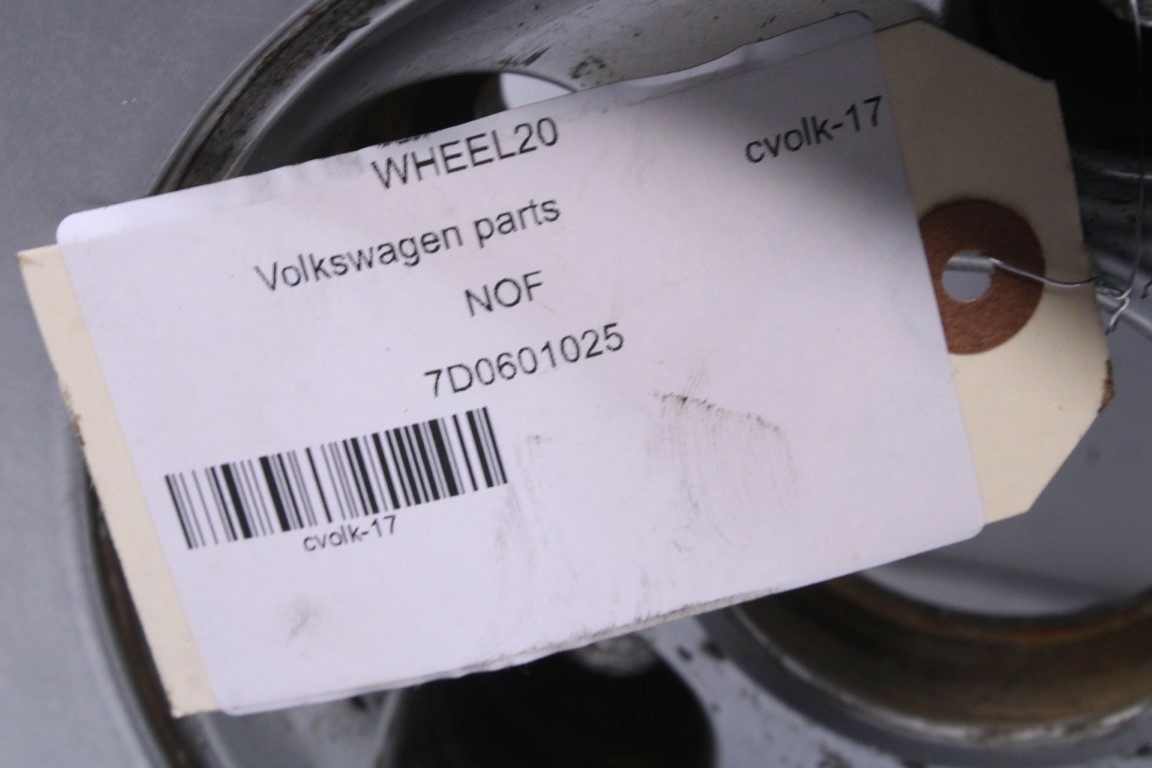 WHEEL20
cvolk-17
Volkswagen parts
NOF
7D0601025
cvolk-17